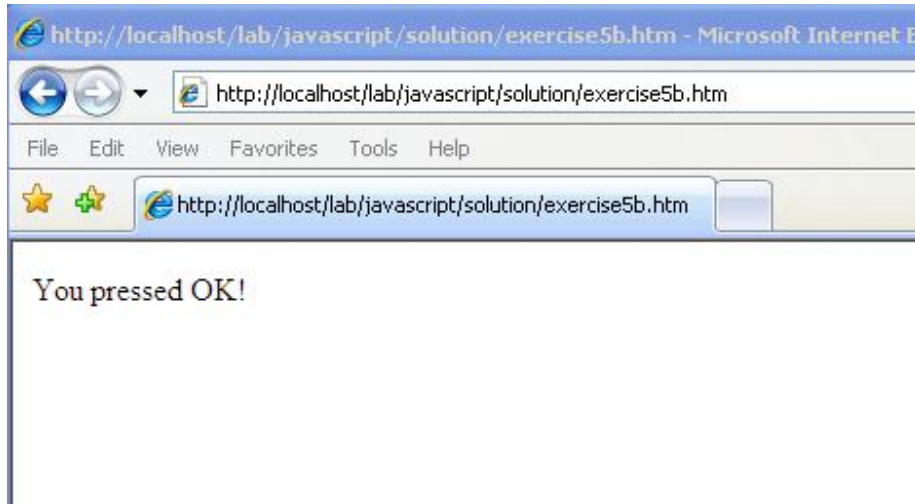 http://localhost/lab/javascript/solution/exercise5b.htm - Microsoft Internet E
http://localhost/lab/javascript/solution/exercise5b.htm
File Edit View Favorites Tools Help
http://localhost/lab/javascript/solution/exercise5b.htm
You pressed OK!